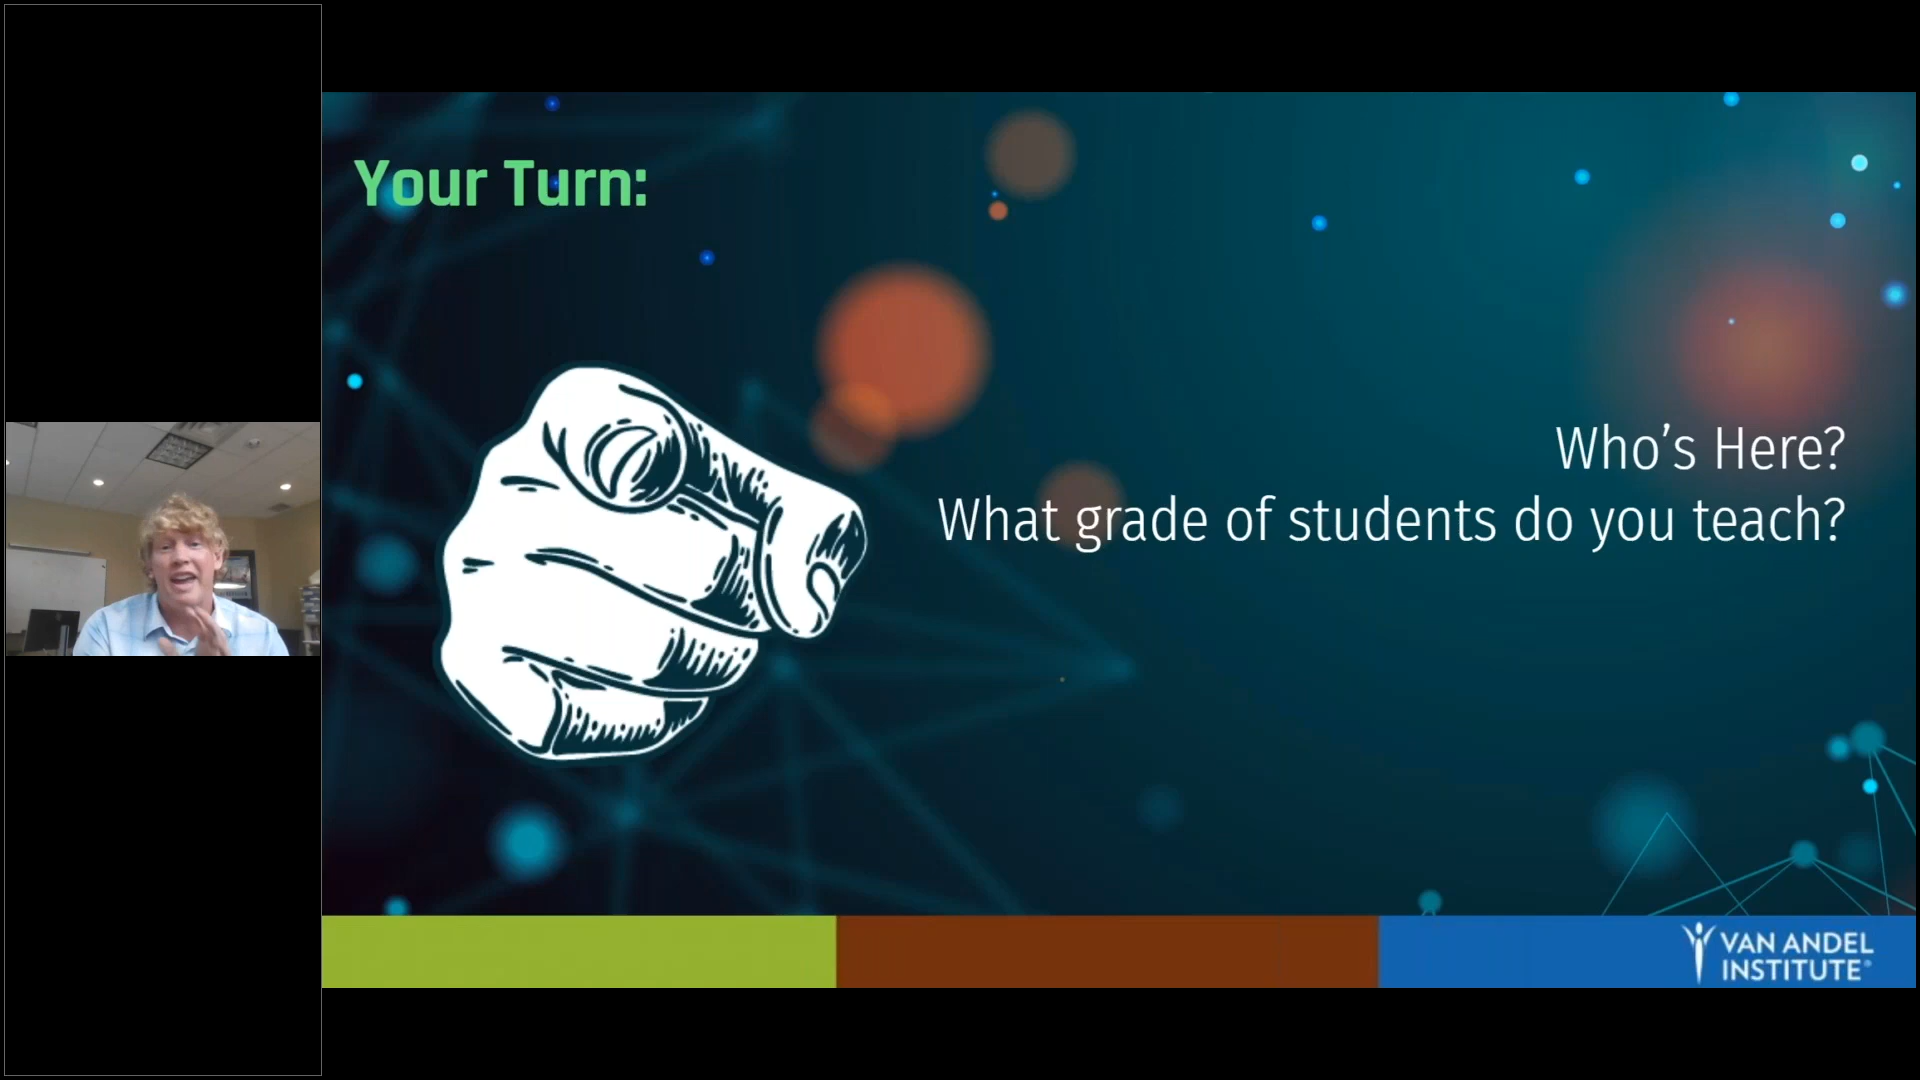 Your Turn:
Who's Here?
What grade of students do you teach?
VAN ANDEL
INSTITUTE